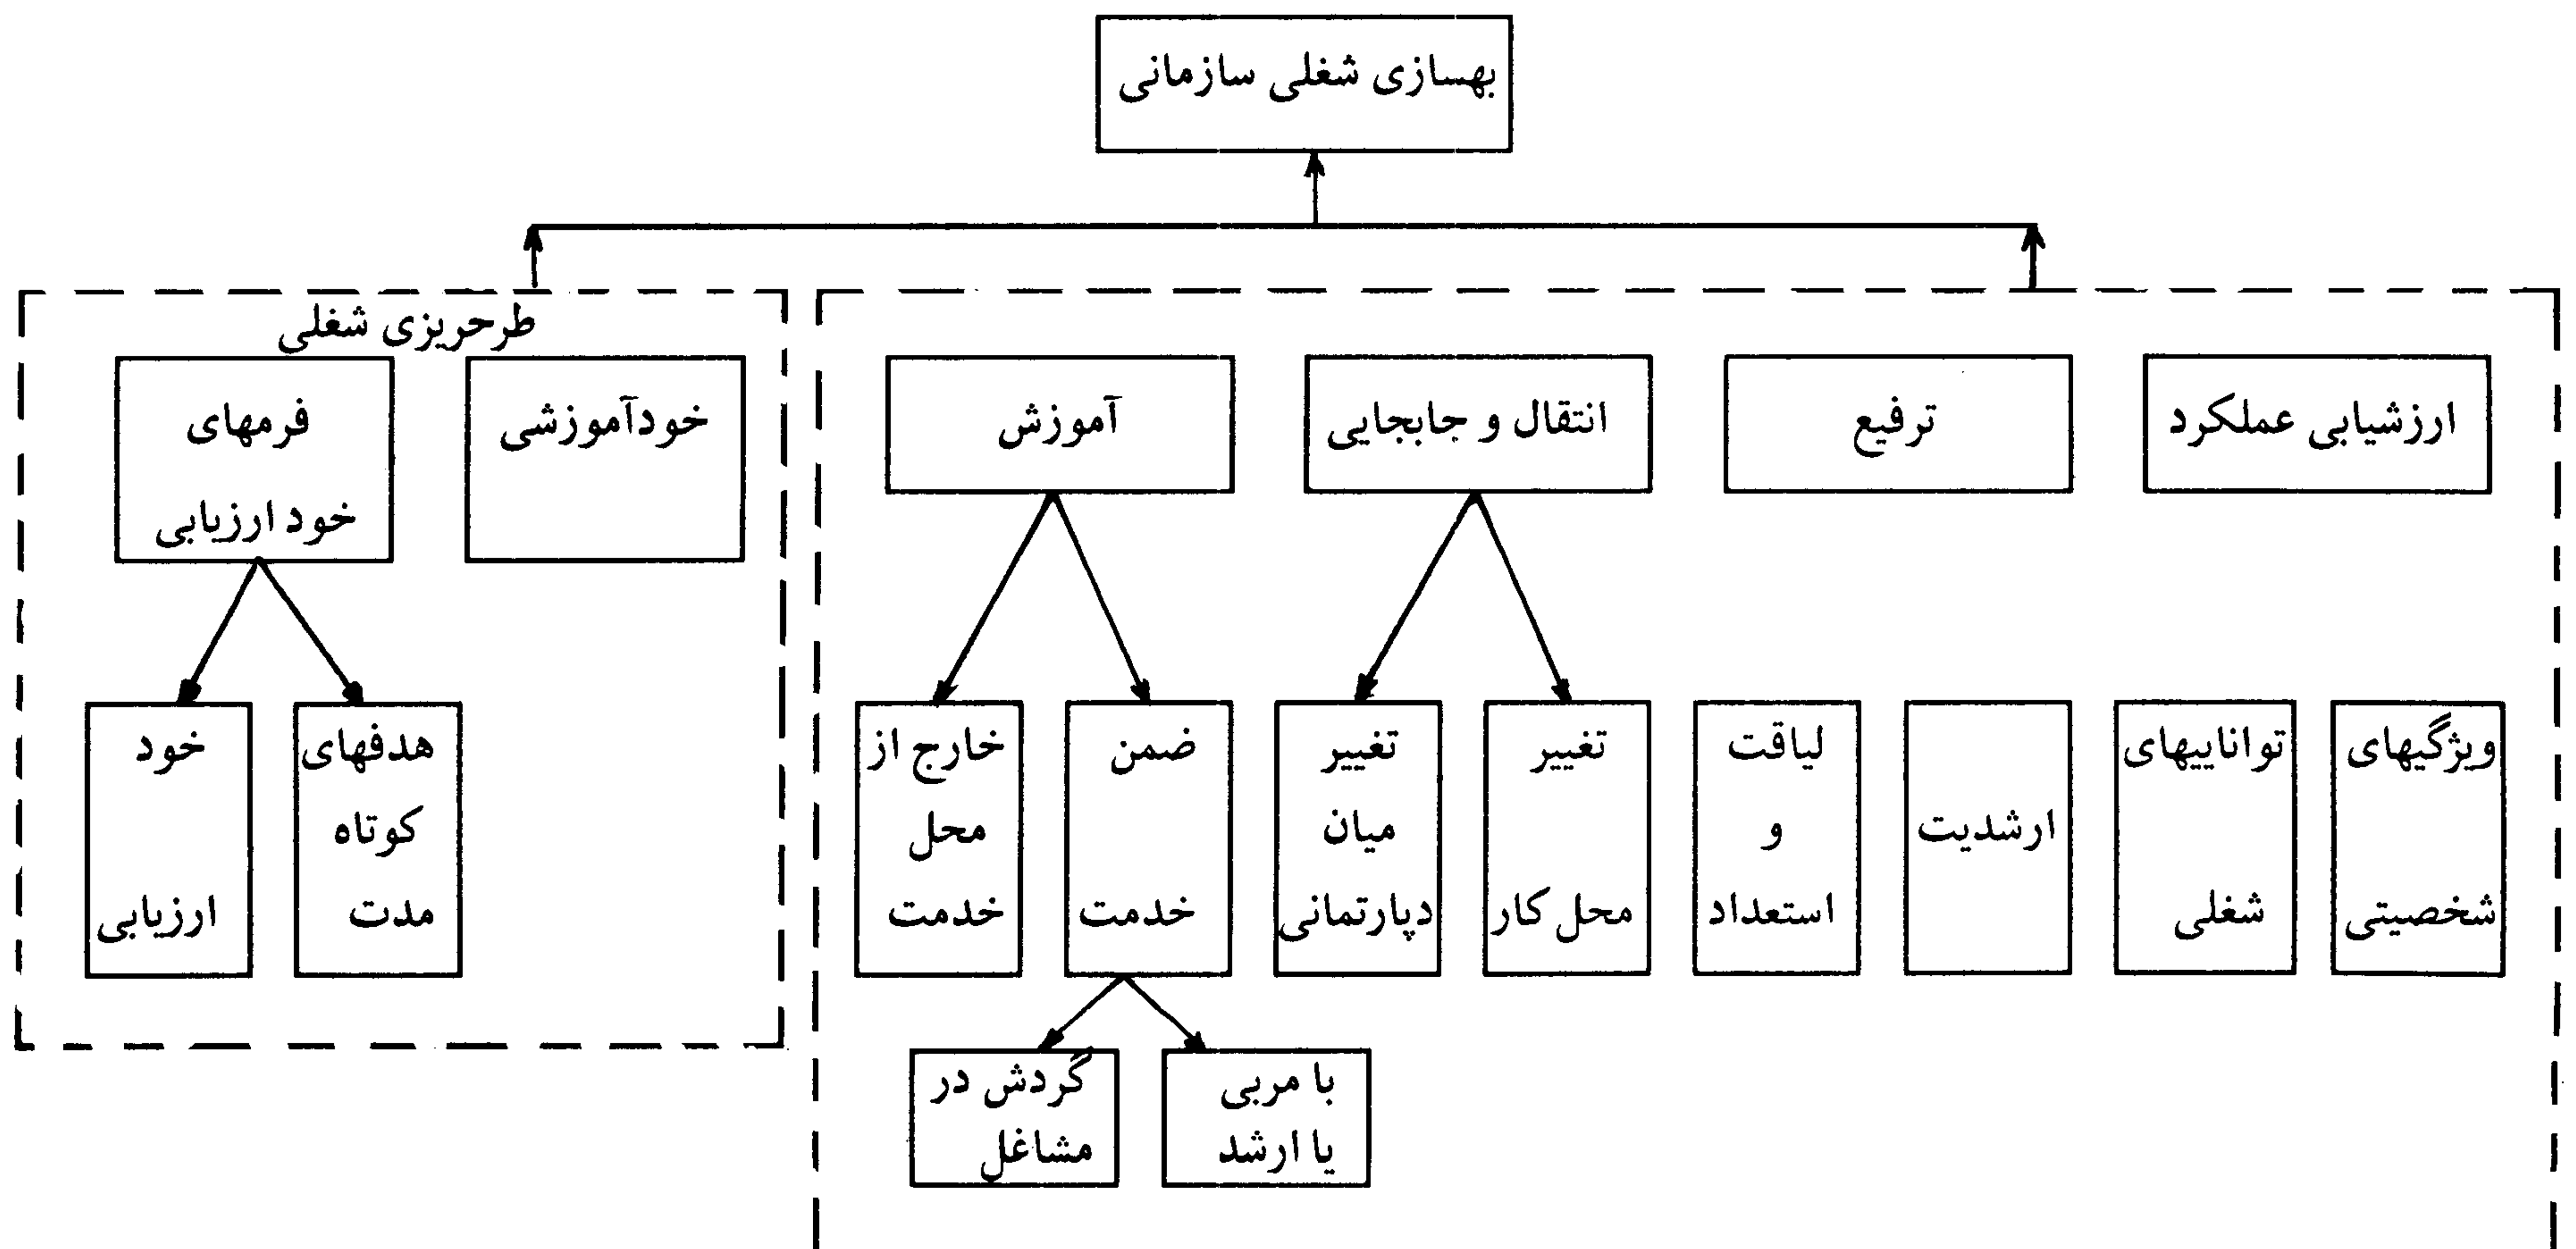 بهسازی شغلی سازمانی
طرحریزی شغلی
ارزشیابی عملکرد
ترفیع
انتقال و جابجایی
آموزش
خودآموزشی
فرمهای
خود ارزیابی
ویژگیهای
شخصیتی
تواناییهای
شغلی
ارشدیت
لیاقت
و
استعداد
تغییر
محل کار
تغییر
میان
دپارتمانی
ضمن
خدمت
خارج از
محل
خدمت
هدفهای
کوتاه
مدت
خود
ارزیابی
با مربی
یا ارشد
گردش در
مشاغل